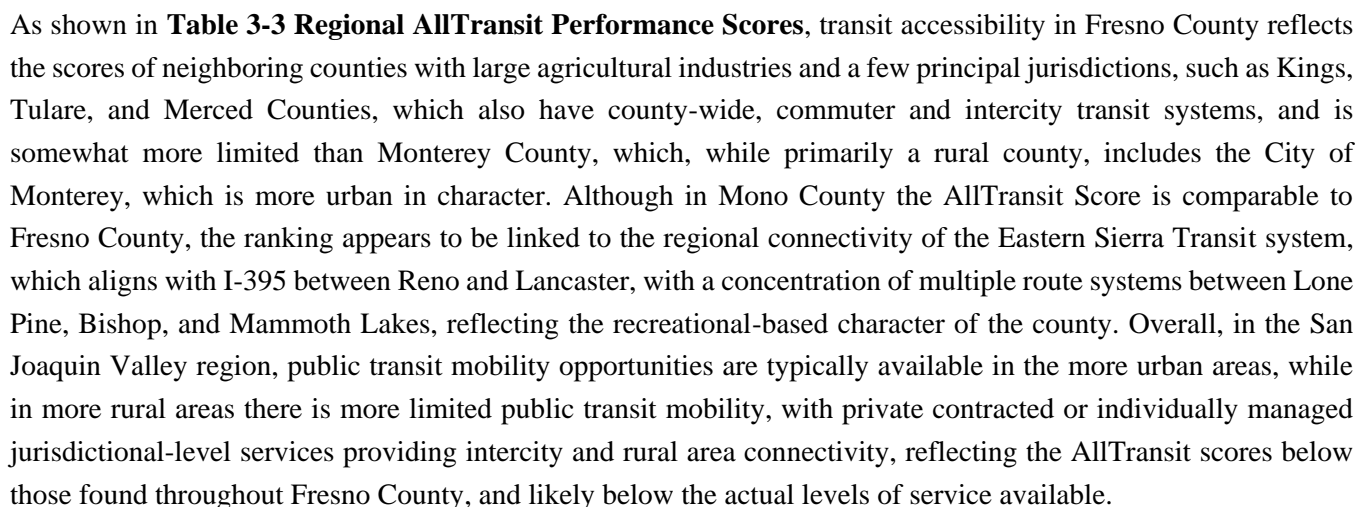 As shown in Table 3-3 Regional AllTransit Performance Scores, transit accessibility in Fresno County reflects
the scores of neighboring counties with large agricultural industries and a few principal jurisdictions, such as Kings,
Tulare, and Merced Counties, which also have county-wide, commuter and intercity transit systems, and is
somewhat more limited than Monterey County, which, while primarily a rural county, includes the City of
Monterey, which is more urban in character. Although in Mono County the AllTransit Score is comparable to
Fresno County, the ranking appears to be linked to the regional connectivity of the Eastern Sierra Transit system,
which aligns with I-395 between Reno and Lancaster, with a concentration of multiple route systems between Lone
Pine, Bishop, and Mammoth Lakes, reflecting the recreational-based character of the county. Overall, in the San
Joaquin Valley region, public transit mobility opportunities are typically available in the more urban areas, while
in more rural areas there is more limited public transit mobility, with private contracted or individually managed
jurisdictional-level services providing intercity and rural area connectivity, reflecting the AllTransit scores below
those found throughout Fresno County, and likely below the actual levels of service available.